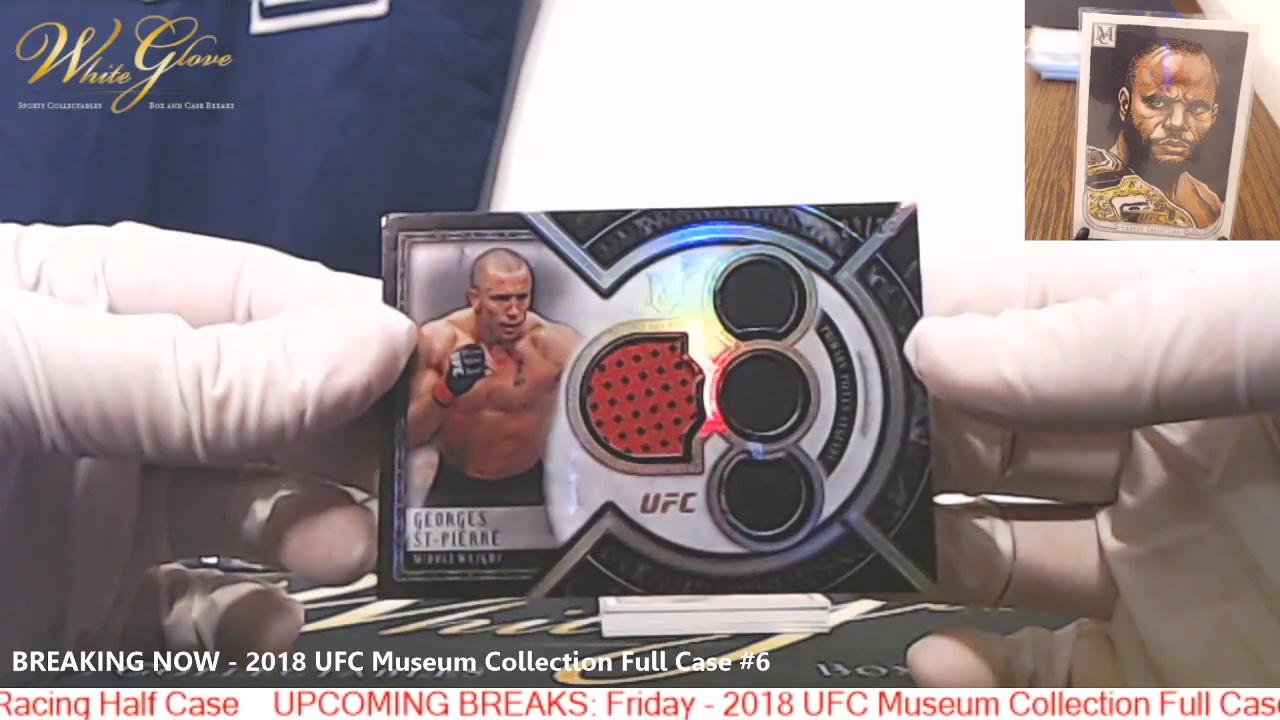 White Glove
SPORTS COLLECTABLES BOX AND CASE BREAKS
GEORGES
ST-PIERRE
MIDDLEWEIGHT
UFC
BREAKING NOW - 2018 UFC Museum Collection Full Case #6
Racing Half Case UPCOMING BREAKS: Friday - 2018 UFC Museum Collection Full Cas